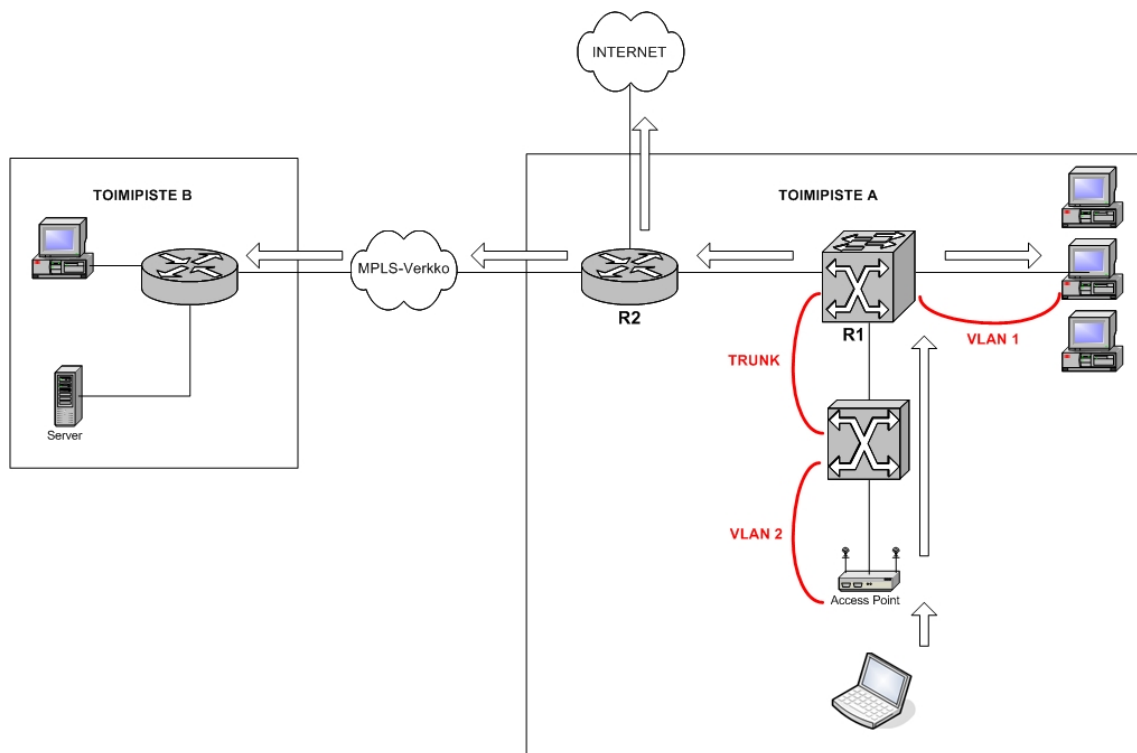 INTERNET
TOIMIPISTE B
TOIMIPISTE A
MPLS-Verkko
R2
R1
VLAN 1
TRUNK
Server
VLAN 2
Access Point